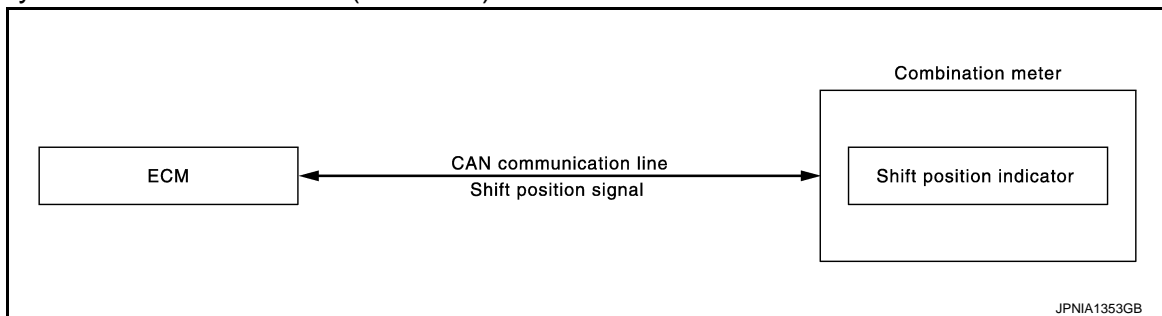 Combination meter
ECM
CAN communication line
Shift position signal
Shift position indicator
JPNIA1353GB